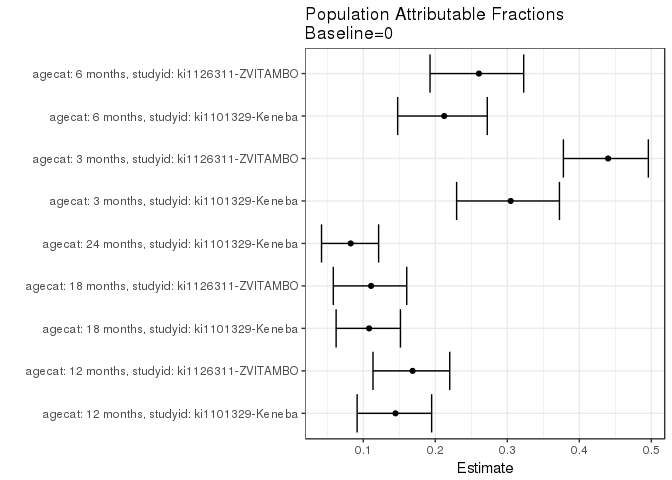 Population Attributable Fractions
Baseline=0
agecat: 6 months, studyid: ki1126311-ZVITAMBO
agecat: 6 months, studyid: ki1101329-Keneba
agecat: 3 months, studyid: ki1126311-ZVITAMBO
agecat: 3 months, studyid: ki1101329-Keneba
agecat: 24 months, studyid: ki1101329-Keneba
agecat: 18 months, studyid: ki1126311-ZVITAMBO
agecat: 18 months, studyid: ki1101329-Keneba
agecat: 12 months, studyid: ki1126311-ZVITAMBO
agecat: 12 months, studyid: ki1101329-Keneba
0.1 0.2 0.3 0.4 0.5
Estimate